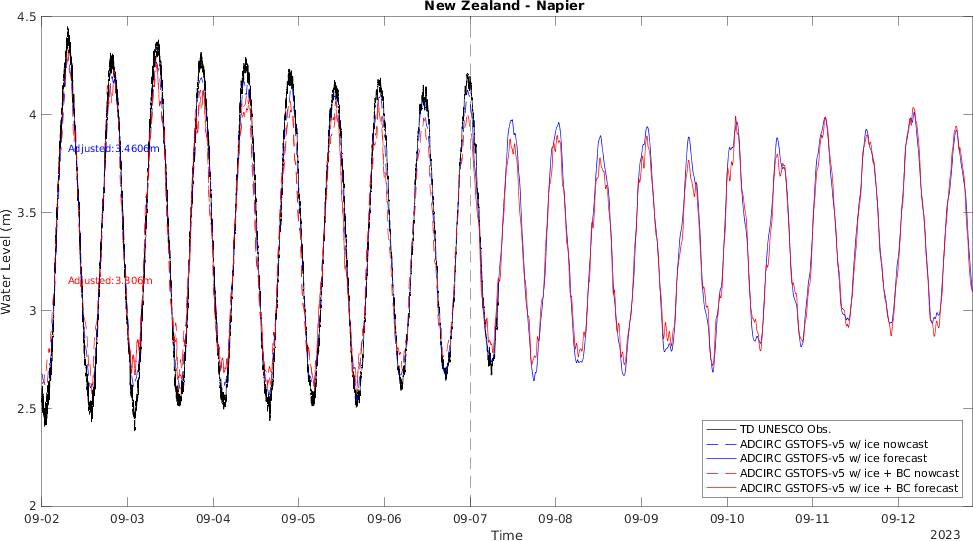 New Zealand - Napier
4.5
4
3.5
3
2.5
2
Water Level (m)
Adjusted:3.4606m
Adjusted:3.306m
TD UNESCO Obs.
ADCIRC GSTOFS-v5 w/ ice nowcast
ADCIRC GSTOFS-v5 w/ ice forecast
ADCIRC GSTOFS-v5 w/ ice + BC nowcast
ADCIRC GSTOFS-v5 w/ ice + BC forecast
09-02 09-03 09-04 09-05 09-06 09-07 09-08 09-09 09-10 09-11 09-12
Time
2023